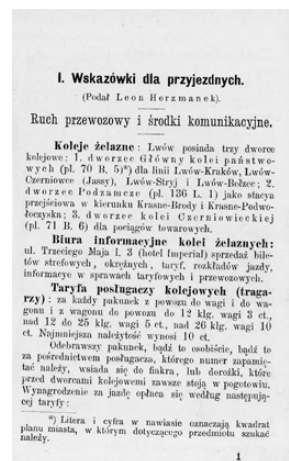 I. Wskazówki dla przyjezdnych.
(Podał Leon Herzmanek).
Ruch przewozowy i środki komunikacyjne.
Koleje żelazne: Lwów posiada trzy dworce
kolejowe: 1. dworzec Główny kolei państwo-
wych (pl. 70 B, 5)*) dla linii Lwów-Kraków, Lwów-
Czerniowce (Jassy), Lwów-Stryj i Lwów-Bełzec; 2.
dworzec Podzamcze (pl. 136 L. 1) jako stacya
przejściowa w kierunku Krasne-Brody i Krasne-Podwo-
łoczyska; 3. dworzec kolei Czerniowieckiej
(pl. 71 B, 6) dla pociągów towarowych.
Biura informacyjne kolei żelaznych:
ul. Trzeciego Maja l. 3 (hotel Imperial) sprzedaż bile-
tów strefowych, okrężnych, taryf, rozkładów jazdy,
informacye w sprawach taryfowych i przewozowych.
Taryfa posługaczy kolejowych (traga-
rzy): za każdy pakunek z powozu do wagi i do wa-
gonu i z wagonu do powozu do 12 klg. wagi 3 ct.,
nad 12 do 25 klg. wagi 5 ct., nad 26 klg. wagi 10
ct. Najmniejsza należytość wynosi 10 ct.
Odebrawszy pakunek, bądź to osobiście, bądź to
za pośrednictwem posługacza, którego numer zapamię-
tać należy, wsiada się do fiakra, lub dorożki, które
przed dworcami kolejowemi zawsze stoją w pogotowiu.
Wynagrodzenie za jazdę opłaca się według następują-
cej taryfy:
*) Litera i cyfra w nawiasie oznaczają kwadrat
planu miasta, w którym dotyczącego przedmiotu szukać
należy.
1